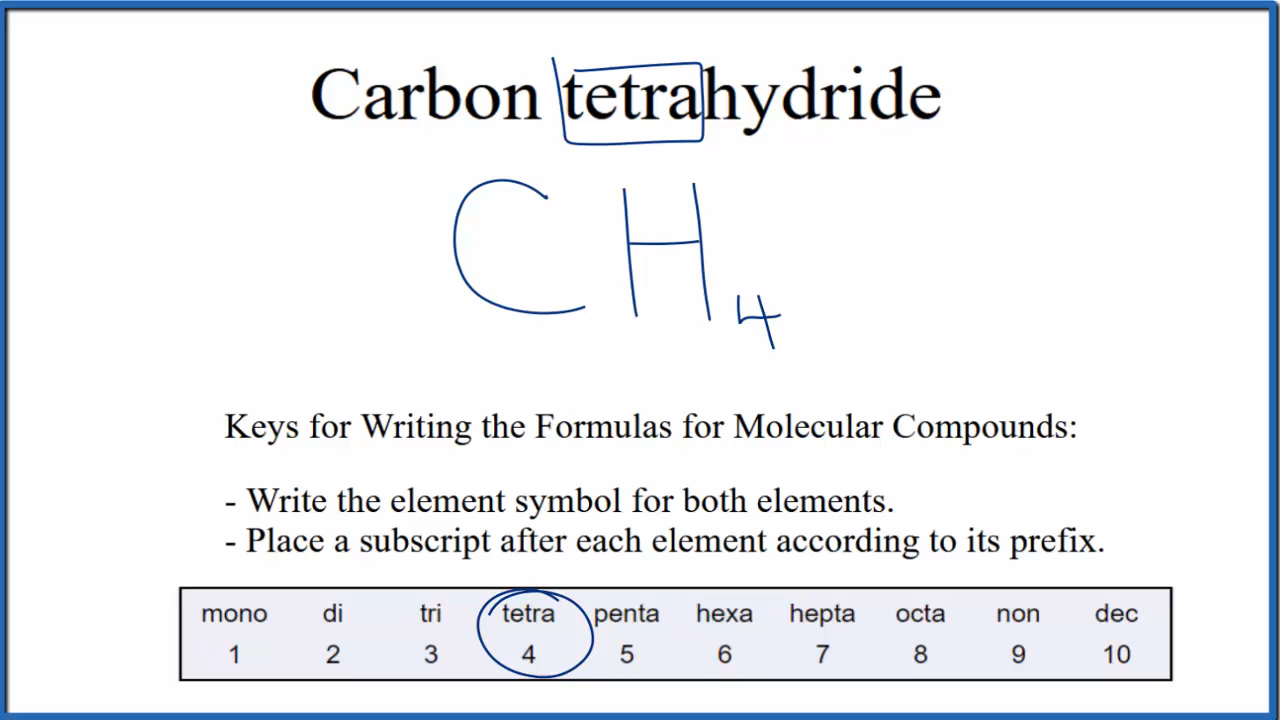 Carbon tetrahydride
CH₄
Keys for Writing the Formulas for Molecular Compounds:
- Write the element symbol for both elements.
- Place a subscript after each element according to its prefix.
mono di tri tetra penta hexa hepta octa non dec
1 2 3 4 5 6 7 8 9 10